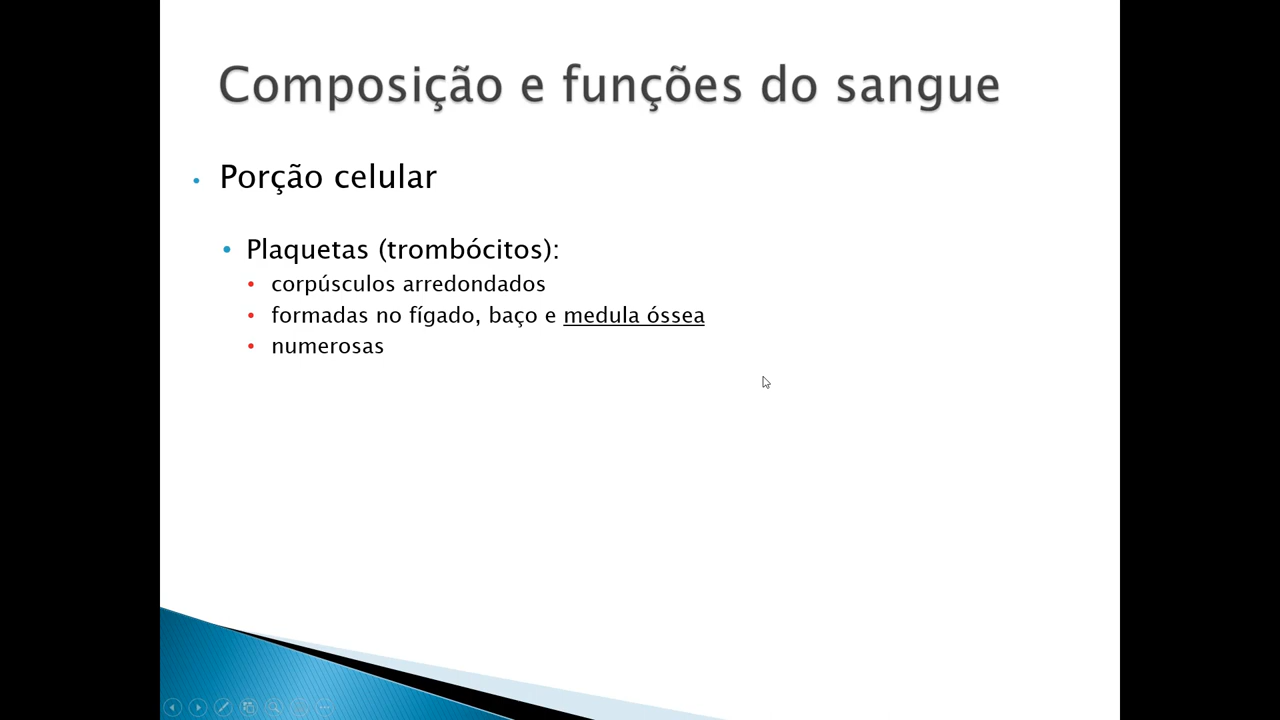 Composição e funções do sangue
Porção celular
Plaquetas (trombócitos):
corpúsculos arredondados
formadas no fígado, baço e medula óssea
numerosas